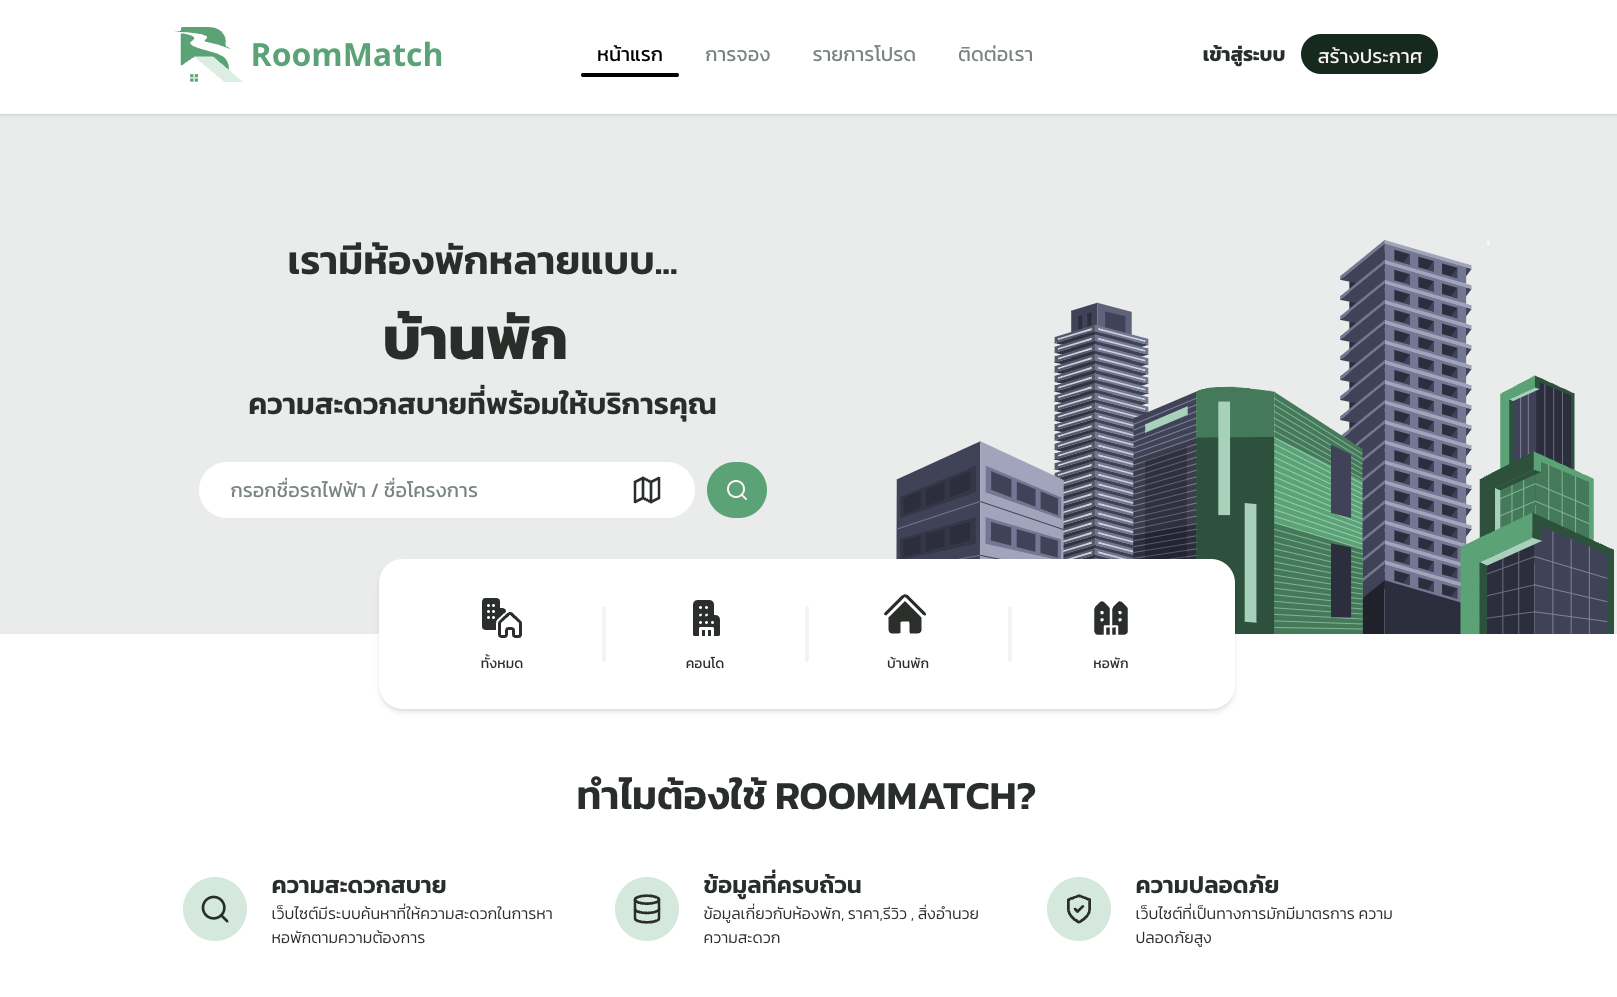 RoomMatch
หน้าแรก
การจอง
รายการโปรด
ติดต่อเรา
เข้าสู่ระบบ
สร้างประกาศ
เรามีห้องพักหลายแบบ...
บ้านพัก
ความสะดวกสบายที่พร้อมให้บริการคุณ
กรอกชื่อรถไฟฟ้า / ชื่อโครงการ
ทั้งหมด
คอนโด
บ้านพัก
หอพัก
ทำไมต้องใช้ ROOMMATCH?
ความสะดวกสบาย
เว็บไซต์มีระบบค้นหาที่ให้ความสะดวกในการหา
หอพักตามความต้องการ
ข้อมูลที่ครบถ้วน
ข้อมูลเกี่ยวกับห้องพัก, ราคา,รีวิว , สิ่งอำนวย
ความสะดวก
ความปลอดภัย
เว็บไซต์ที่เป็นทางการมักมีมาตรการ ความ
ปลอดภัยสูง